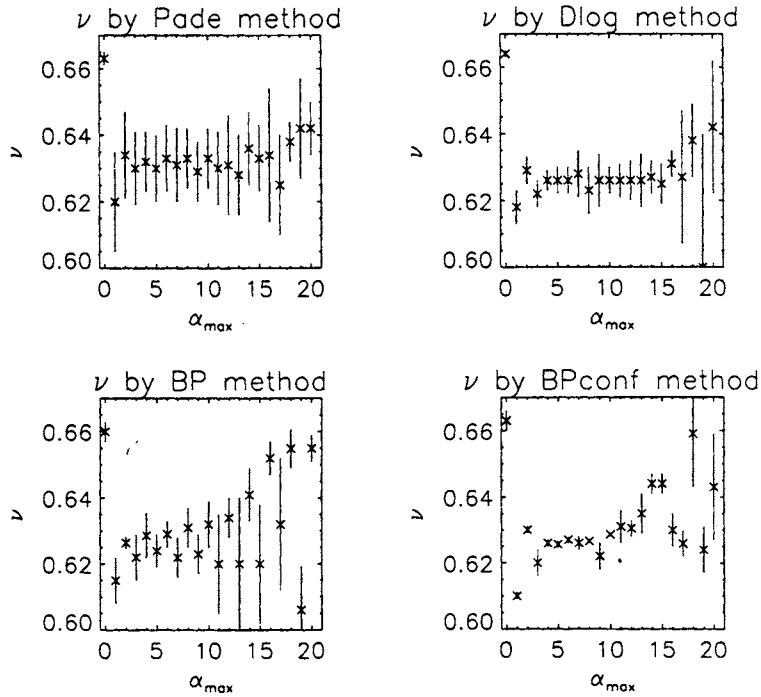 ν by Pade method
ν by Dlog method
0.66
0.64
0.62
0.60
ν
0 5 10 15 20
α_max
0.66
0.64
0.62
0.60
ν
0 5 10 15 20
α_max
ν by BP method
ν by BPconf method
0.66
0.64
0.62
0.60
ν
0 5 10 15 20
α_max
0.66
0.64
0.62
0.60
ν
0 5 10 15 20
α_max